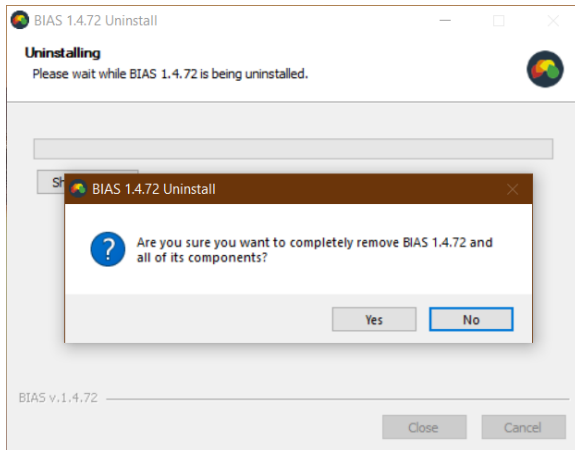 BIAS 1.4.72 Uninstall
Uninstalling
Please wait while BIAS 1.4.72 is being uninstalled.
BIAS 1.4.72 Uninstall
Are you sure you want to completely remove BIAS 1.4.72 and
all of its components?
Yes No
BIAS v.1.4.72
Close Cancel